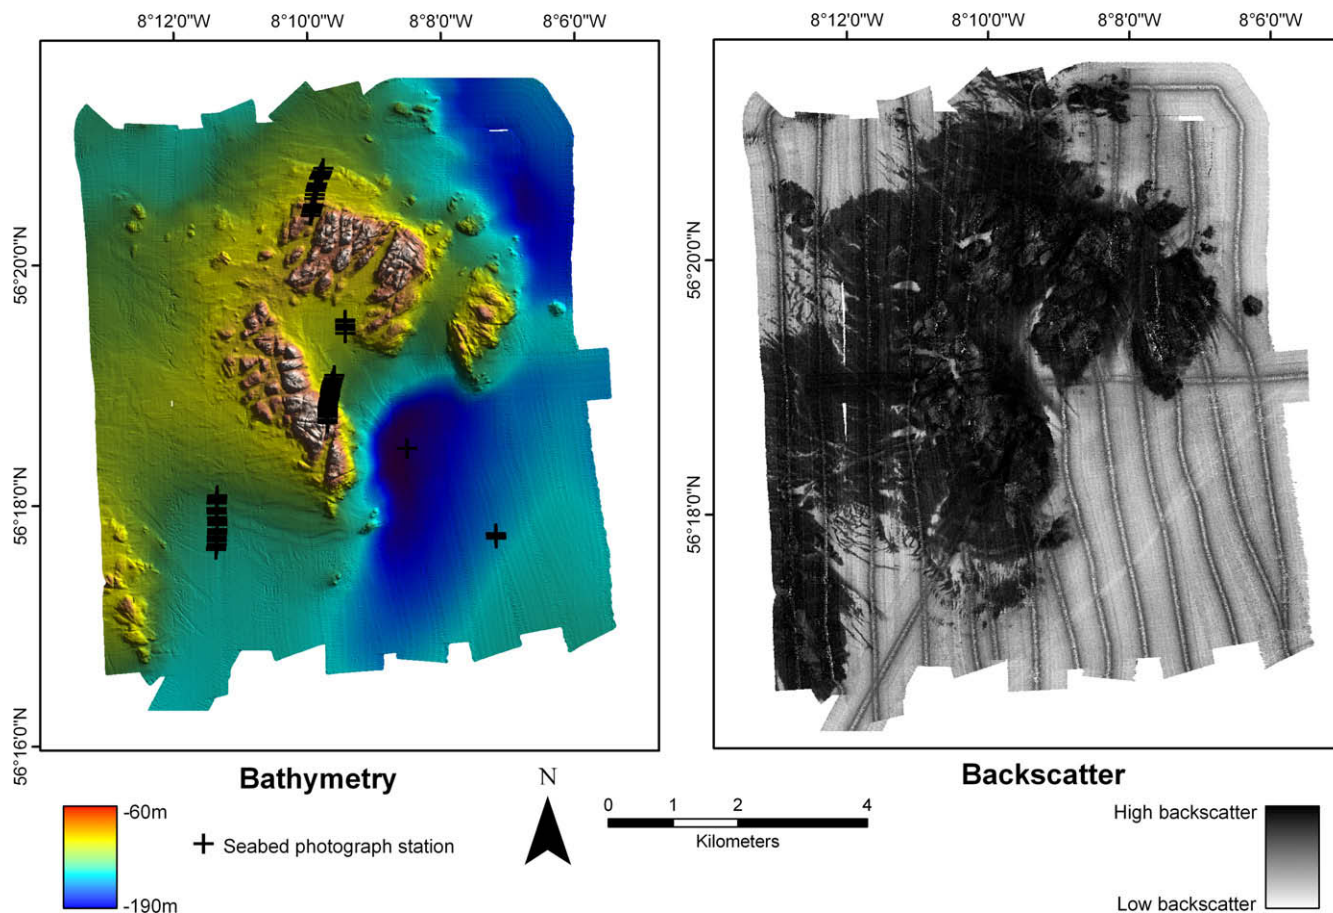 8°12'0"W 8°10'0"W 8°8'0"W 8°6'0"W
8°12'0"W 8°10'0"W 8°8'0"W 8°6'0"W
56°20'0"N
56°18'0"N
56°16'0"N
56°20'0"N
56°18'0"N
Bathymetry
-60m
-190m
Seabed photograph station
N
0 1 2 4
Kilometers
Backscatter
High backscatter
Low backscatter